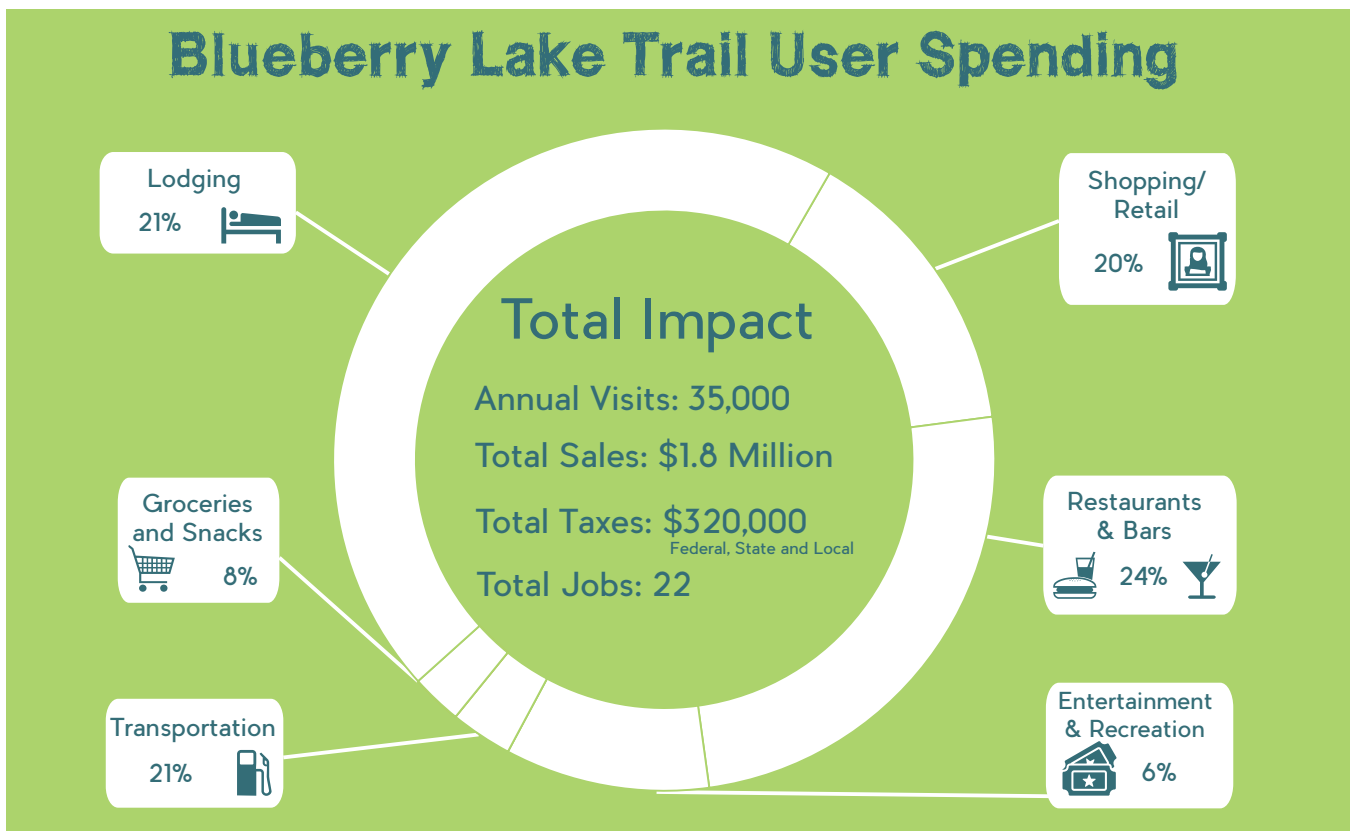 Blueberry Lake Trail User Spending
Lodging
21%
Shopping/
Retail
20%
Total Impact
Annual Visits: 35,000
Total Sales: $1.8 Million
Total Taxes: $320,000
Federal, State and Local
Total Jobs: 22
Groceries
and Snacks
8%
Restaurants
& Bars
24%
Transportation
21%
Entertainment
& Recreation
6%